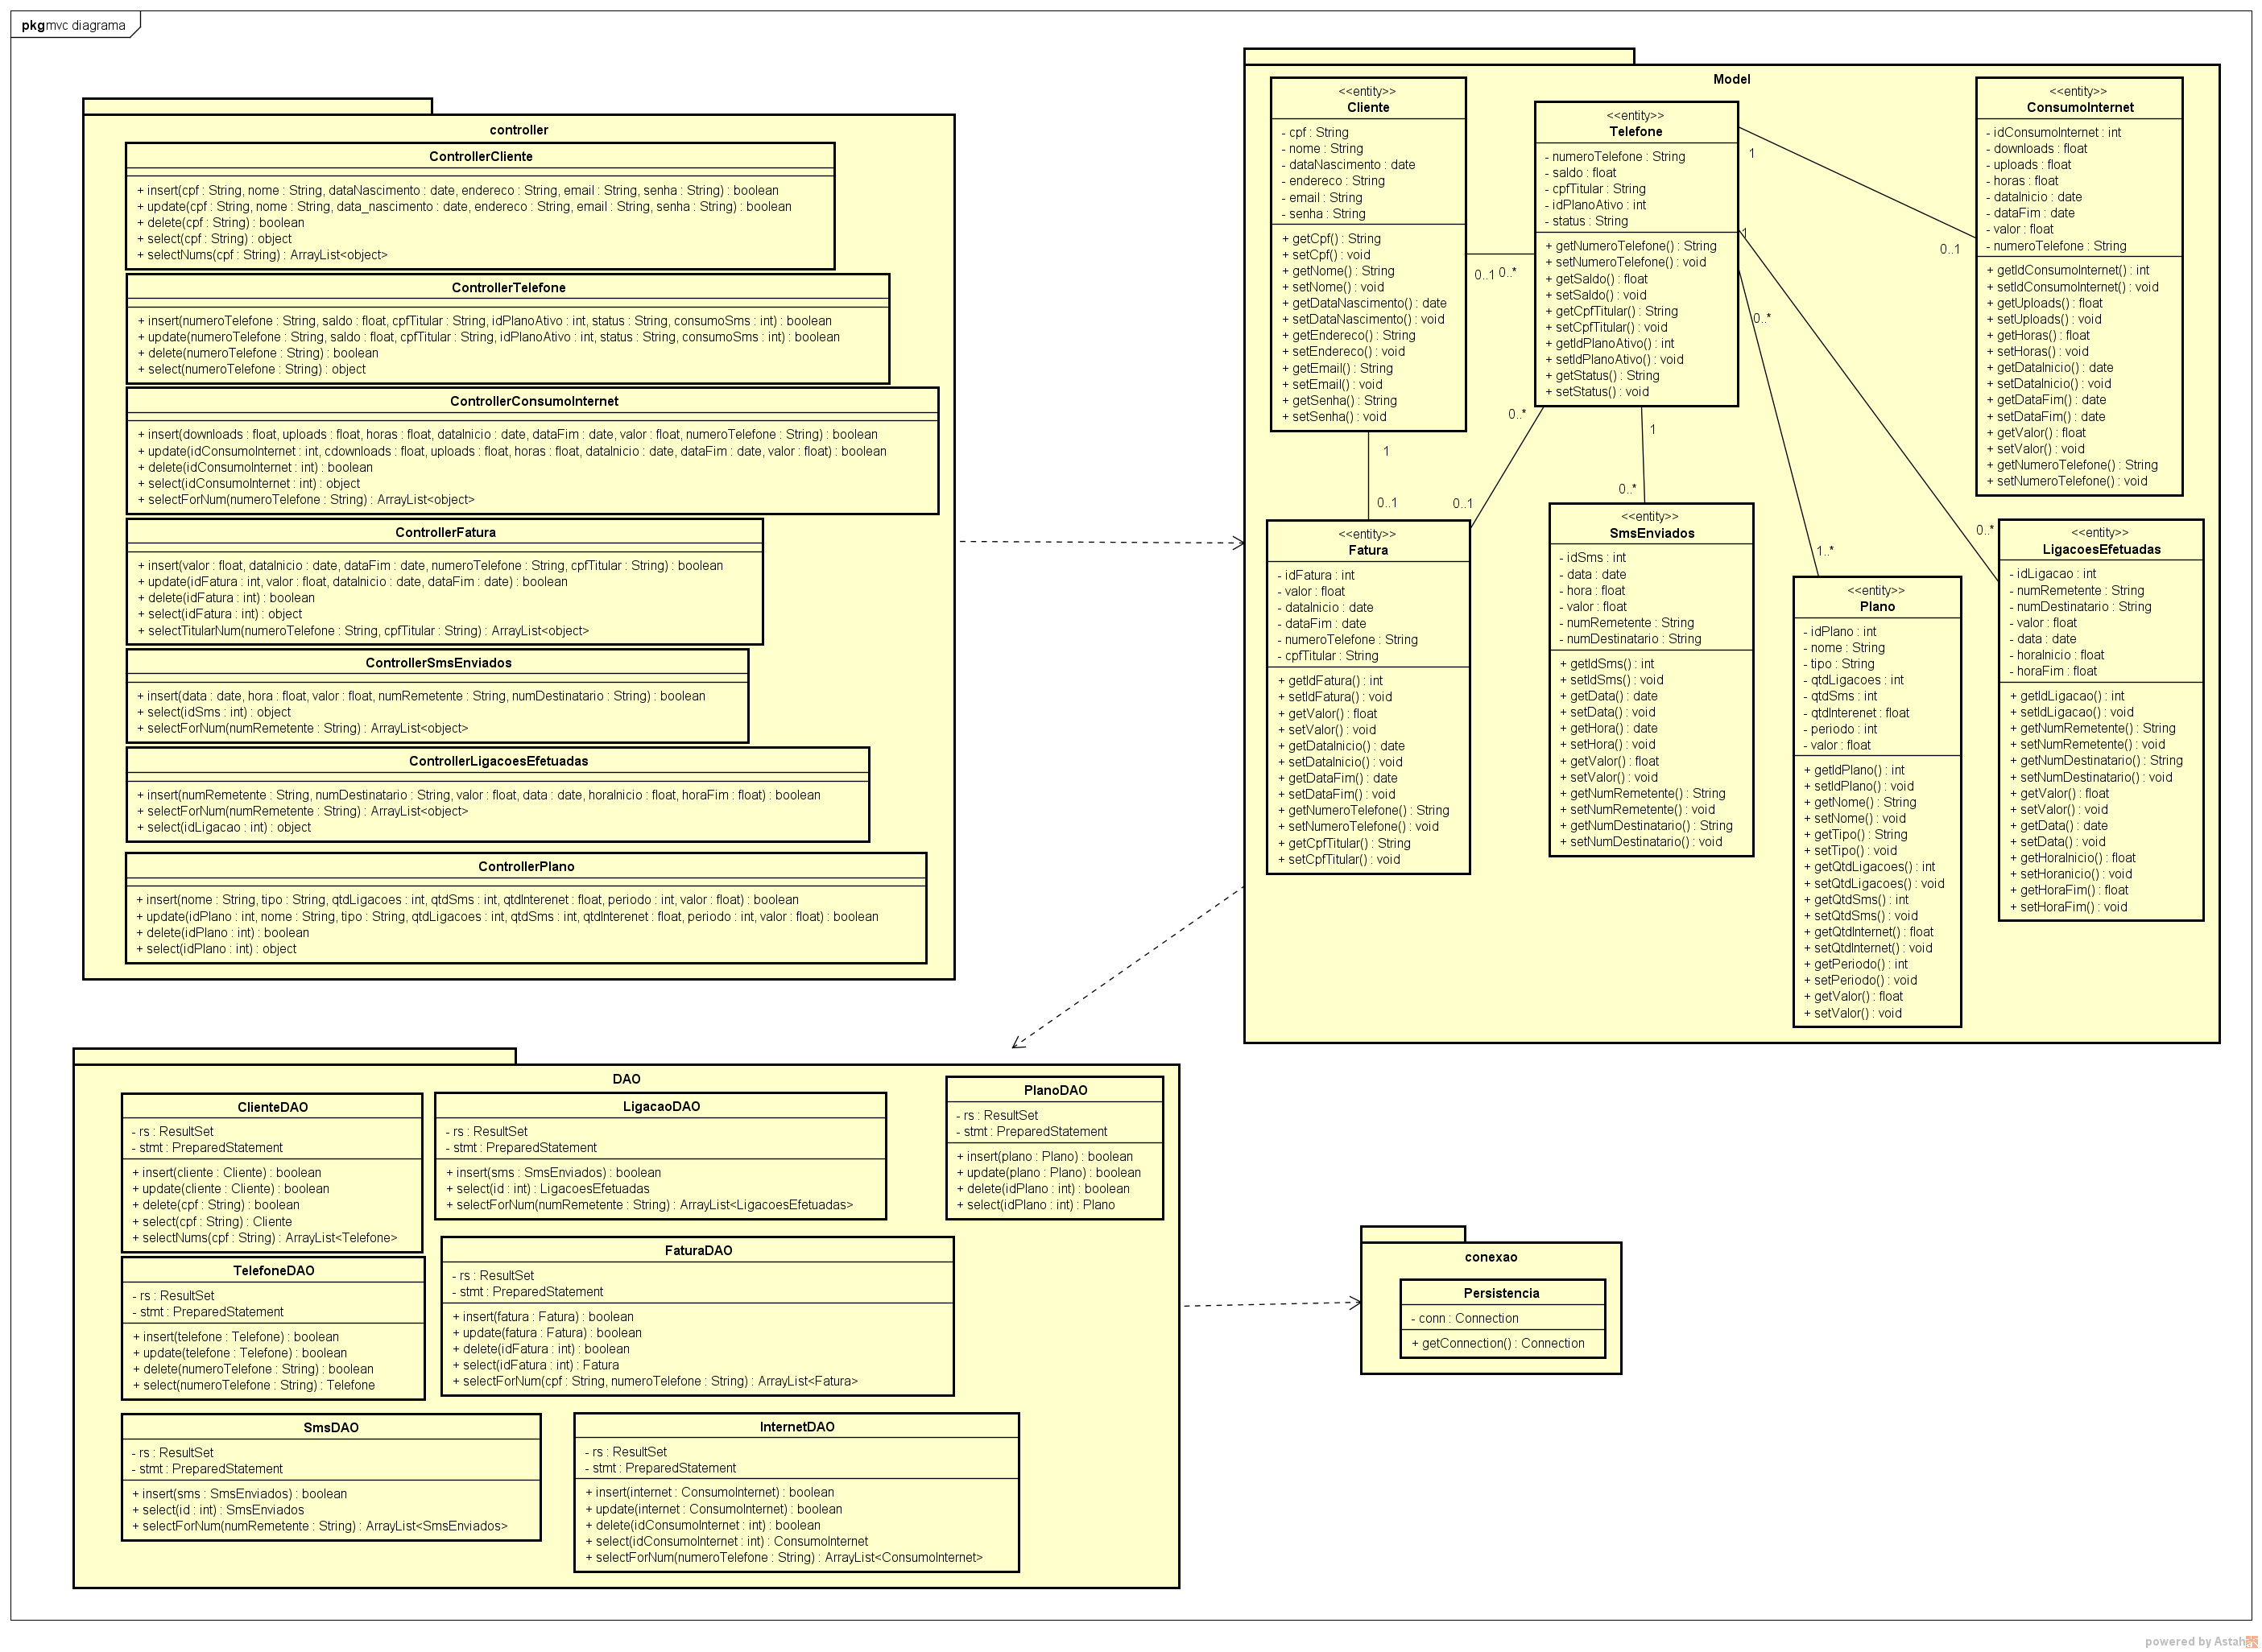 pkg mvc diagrama
controller
ControllerCliente
+ insert(cpf : String, nome : String, dataNascimento : date, endereco : String, email : String, senha : String) : boolean
+ update(cpf : String, nome : String, data_nascimento : date, endereco : String, email : String, senha : String) : boolean
+ delete(cpf : String) : boolean
+ select(cpf : String) : object
+ selectNums(cpf : String) : ArrayList<object>
ControllerTelefone
+ insert(numeroTelefone : String, saldo : float, cpfTitular : String, idPlanoAtivo : int, status : String, consumoSms : int) : boolean
+ update(numeroTelefone : String, saldo : float, cpfTitular : String, idPlanoAtivo : int, status : String, consumoSms : int) : boolean
+ delete(numeroTelefone : String) : boolean
+ select(numeroTelefone : String) : object
ControllerConsumoInternet
+ insert(downloads : float, uploads : float, horas : float, dataInicio : date, dataFim : date, valor : float, numeroTelefone : String) : boolean
+ update(idConsumoInternet : int, cdownloads : float, uploads : float, horas : float, dataInicio : date, dataFim : date, valor : float) : boolean
+ delete(idConsumoInternet : int) : boolean
+ select(idConsumoInternet : int) : object
+ selectForNum(numeroTelefone : String) : ArrayList<object>
ControllerFatura
+ insert(valor : float, dataInicio : date, dataFim : date, numeroTelefone : String, cpfTitular : String) : boolean
+ update(idFatura : int, valor : float, dataInicio : date, dataFim : date) : boolean
+ delete(idFatura : int) : boolean
+ select(idFatura : int) : object
+ selectTitularNum(numeroTelefone : String, cpfTitular : String) : ArrayList<object>
ControllerSmsEnviados
+ insert(data : date, hora : float, valor : float, numRemetente : String, numDestinatario : String) : boolean
+ select(idSms : int) : object
+ selectForNum(numRemetente : String) : ArrayList<object>
ControllerLigacoesEfetuadas
+ insert(numRemetente : String, numDestinatario : String, valor : float, data : date, horaInicio : float, horaFim : float) : boolean
+ selectForNum(numRemetente : String) : ArrayList<object>
+ select(idLigacao : int) : object
ControllerPlano
+ insert(nome : String, tipo : String, qtdLigacoes : int, qtdSms : int, qtdInterenet : float, periodo : int, valor : float) : boolean
+ update(idPlano : int, nome : String, tipo : String, qtdLigacoes : int, qtdSms : int, qtdInterenet : float, periodo : int, valor : float) : boolean
+ delete(idPlano : int) : boolean
+ select(idPlano : int) : object
Model
<<entity>>
Cliente
- cpf : String
- nome : String
- dataNascimento : date
- endereco : String
- email : String
- senha : String
+ getCpf() : String
+ setCpf() : void
+ getNome() : String
+ setNome() : void
+ getDataNascimento() : date
+ setDataNascimento() : void
+ getEndereco() : String
+ setEndereco() : void
+ getEmail() : String
+ setEmail() : void
+ getSenha() : String
+ setSenha() : void
<<entity>>
Telefone
- numeroTelefone : String
- saldo : float
- cpfTitular : String
- idPlanoAtivo : int
- status : String
+ getNumeroTelefone() : String
+ setNumeroTelefone() : void
+ getSaldo() : float
+ setSaldo() : void
+ getCpfTitular() : String
+ setCpfTitular() : void
+ getIdPlanoAtivo() : int
+ setIdPlanoAtivo() : void
+ getStatus() : String
+ setStatus() : void
<<entity>>
ConsumoInternet
- idConsumoInternet : int
- downloads : float
- uploads : float
- horas : float
- dataInicio : date
- dataFim : date
- valor : float
- numeroTelefone : String
+ getIdConsumoInternet() : int
+ setIdConsumoInternet() : void
+ getUploads() : float
+ setUploads() : void
+ getHoras() : float
+ setHoras() : void
+ getDataInicio() : date
+ setDataInicio() : void
+ getDataFim() : date
+ setDataFim() : date
+ getValor() : float
+ setValor() : void
+ getNumeroTelefone() : String
+ setNumeroTelefone() : void
1
0..1
0..1
0..*
1
0..*
0..*
1
1
0..1
0..1
0..*
1..*
0..*
<<entity>>
Fatura
- idFatura : int
- valor : float
- dataInicio : date
- dataFim : date
- numeroTelefone : String
- cpfTitular : String
+ getIdFatura() : int
+ setIdFatura() : void
+ getValor() : float
+ setValor() : void
+ getDataInicio() : date
+ setDataInicio() : void
+ getDataFim() : date
+ setDataFim() : void
+ getNumeroTelefone() : String
+ setNumeroTelefone() : void
+ getCpfTitular() : String
+ setCpfTitular() : void
<<entity>>
SmsEnviados
- idSms : int
- data : date
- hora : float
- valor : float
- numRemetente : String
- numDestinatario : String
+ getIdSms() : int
+ setIdSms() : void
+ getData() : date
+ setData() : void
+ getHora() : date
+ setHora() : void
+ getValor() : float
+ setValor() : void
+ getNumRemetente() : String
+ setNumRemetente() : void
+ getNumDestinatario() : String
+ setNumDestinatario() : void
<<entity>>
Plano
- idPlano : int
- nome : String
- tipo : String
- qtdLigacoes : int
- qtdSms : int
- qtdInterenet : float
- periodo : int
- valor : float
+ getIdPlano() : int
+ setIdPlano() : void
+ getNome() : String
+ setNome() : void
+ getTipo() : String
+ setTipo() : void
+ getQtdLigacoes() : int
+ setQtdLigacoes() : void
+ getQtdSms() : int
+ setQtdSms() : void
+ getQtdInternet() : float
+ setQtdInternet() : void
+ getPeriodo() : int
+ setPeriodo() : void
+ getValor() : float
+ setValor() : void
<<entity>>
LigacoesEfetuadas
- idLigacao : int
- numRemetente : String
- numDestinatario : String
- valor : float
- data : date
- horaInicio : float
- horaFim : float
+ getIdLigacao() : int
+ setIdLigacao() : void
+ getNumRemetente() : String
+ setNumRemetente() : void
+ getNumDestinatario() : String
+ setNumDestinatario() : void
+ getValor() : float
+ setValor() : void
+ getData() : date
+ setData() : void
+ getHoraInicio() : float
+ setHoranicio() : void
+ getHoraFim() : float
+ setHoraFim() : void
DAO
ClienteDAO
- rs : ResultSet
- stmt : PreparedStatement
+ insert(cliente : Cliente) : boolean
+ update(cliente : Cliente) : boolean
+ delete(cpf : String) : boolean
+ select(cpf : String) : Cliente
+ selectNums(cpf : String) : ArrayList<Telefone>
LigacaoDAO
- rs : ResultSet
- stmt : PreparedStatement
+ insert(sms : SmsEnviados) : boolean
+ select(id : int) : LigacoesEfetuadas
+ selectForNum(numRemetente : String) : ArrayList<LigacoesEfetuadas>
PlanoDAO
- rs : ResultSet
- stmt : PreparedStatement
+ insert(plano : Plano) : boolean
+ update(plano : Plano) : boolean
+ delete(idPlano : int) : boolean
+ select(idPlano : int) : Plano
TelefoneDAO
- rs : ResultSet
- stmt : PreparedStatement
+ insert(telefone : Telefone) : boolean
+ update(telefone : Telefone) : boolean
+ delete(numeroTelefone : String) : boolean
+ select(numeroTelefone : String) : Telefone
FaturaDAO
- rs : ResultSet
- stmt : PreparedStatement
+ insert(fatura : Fatura) : boolean
+ update(fatura : Fatura) : boolean
+ delete(idFatura : int) : boolean
+ select(idFatura : int) : Fatura
+ selectForNum(cpf : String, numeroTelefone : String) : ArrayList<Fatura>
SmsDAO
- rs : ResultSet
- stmt : PreparedStatement
+ insert(sms : SmsEnviados) : boolean
+ select(id : int) : SmsEnviados
+ selectForNum(numRemetente : String) : ArrayList<SmsEnviados>
InternetDAO
- rs : ResultSet
- stmt : PreparedStatement
+ insert(internet : ConsumoInternet) : boolean
+ update(internet : ConsumoInternet) : boolean
+ delete(idConsumoInternet : int) : boolean
+ select(idConsumoInternet : int) : ConsumoInternet
+ selectForNum(numeroTelefone : String) : ArrayList<ConsumoInternet>
conexao
Persistencia
- conn : Connection
+ getConnection() : Connection
powered by Astah